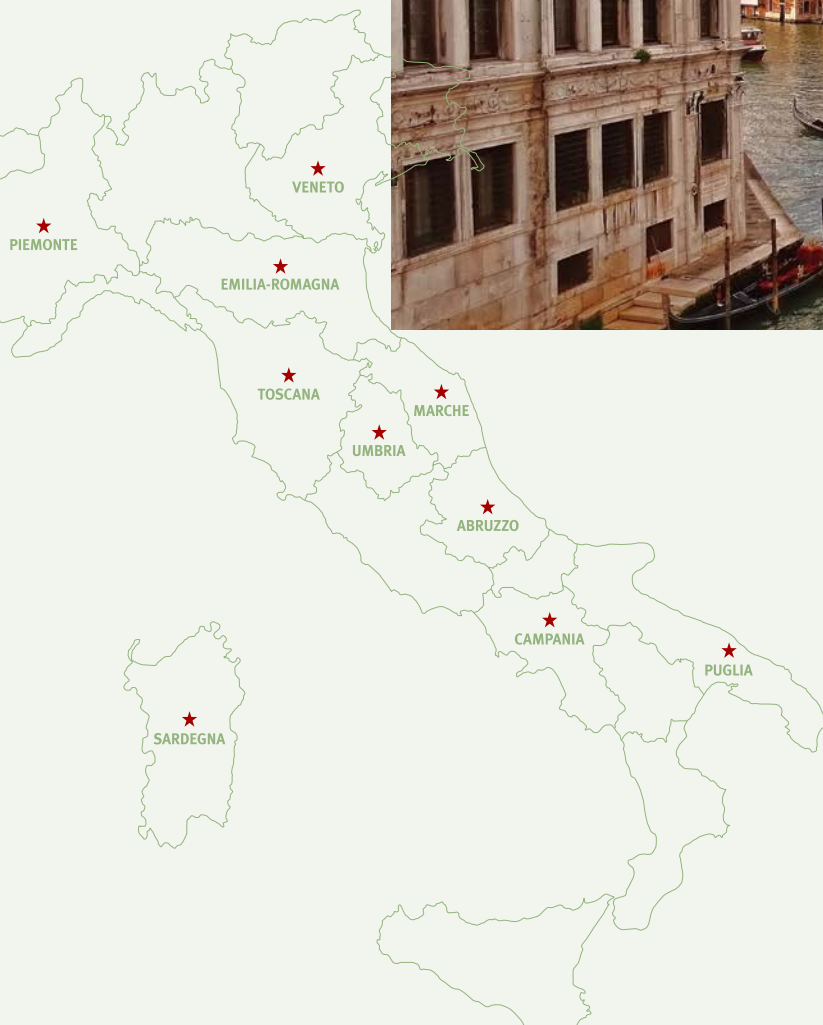 VENETO
PIEMONTE
EMILIA-ROMAGNA
TOSCANA
MARCHE
UMBRIA
ABRUZZO
CAMPANIA
PUGLIA
SARDEGNA